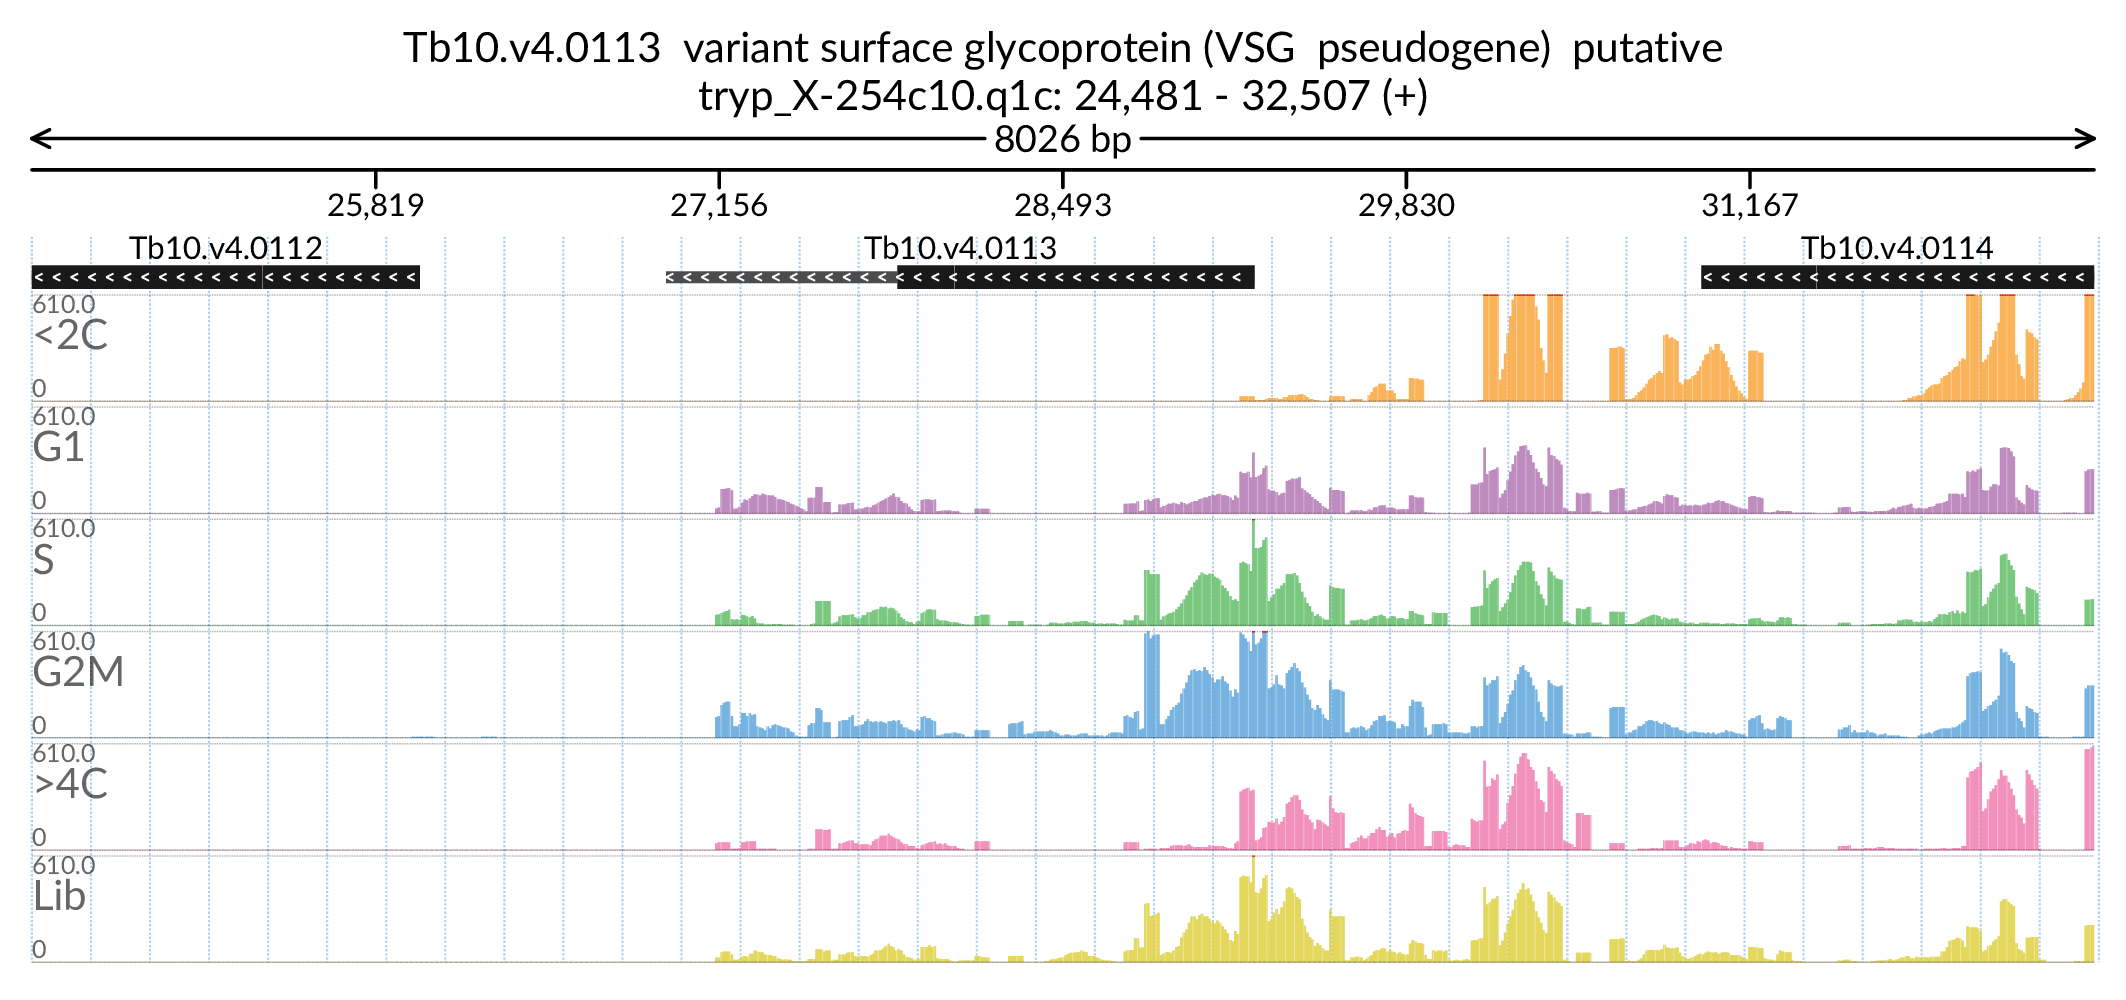 Tb10.v4.0113 variant surface glycoprotein (VSG pseudogene) putative
tryp_X-254c10.q1c: 24,481 - 32,507 (+)
8026 bp
25,819 27,156 28,493 29,830 31,167
Tb10.v4.0112 Tb10.v4.0113 Tb10.v4.0114
610.0
<2C
0
610.0
G1
0
610.0
S
0
610.0
G2M
0
610.0
>4C
0
610.0
Lib
0